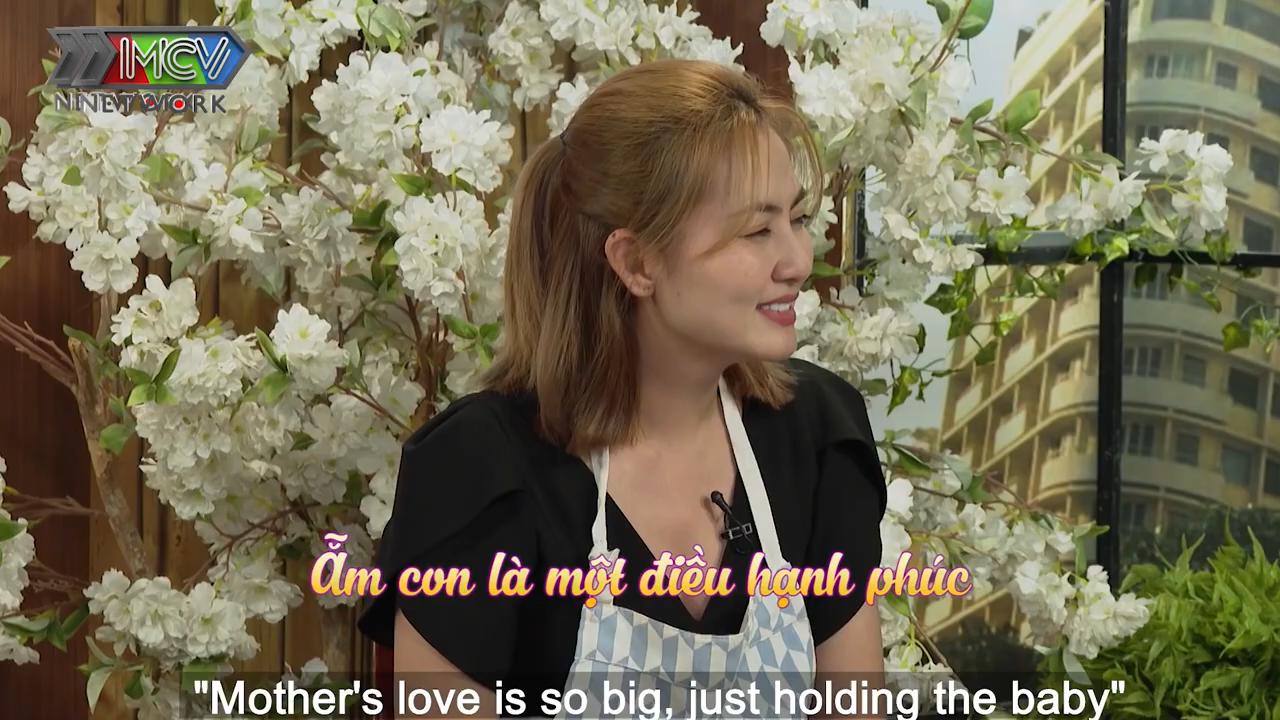 MCV
NETWORK
Ẵm con là một điều hạnh phúc
"Mother's love is so big, just holding the baby"